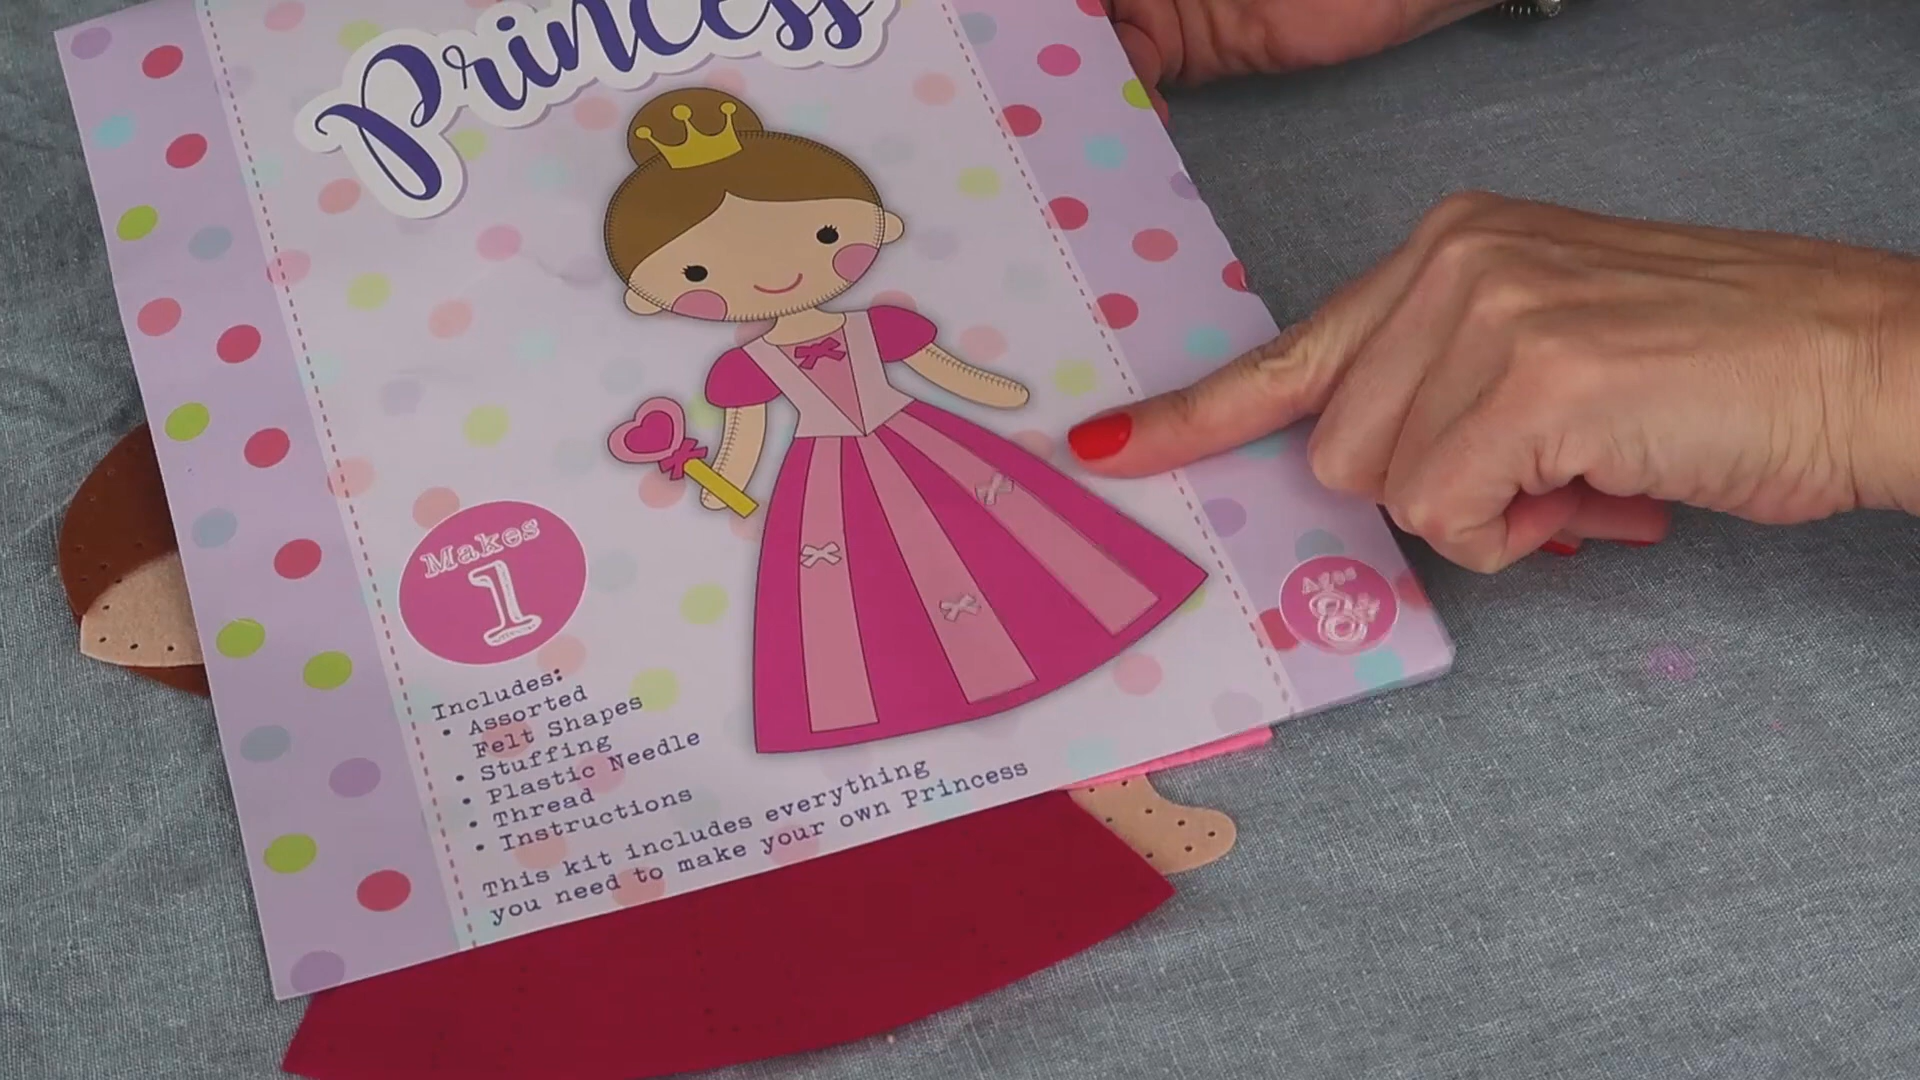 Princess
Makes
1
Ages
8+
Includes:
• Assorted
Felt Shapes
• Stuffing
• Plastic Needle
• Thread
• Instructions
This kit includes everything
you need to make your own Princess